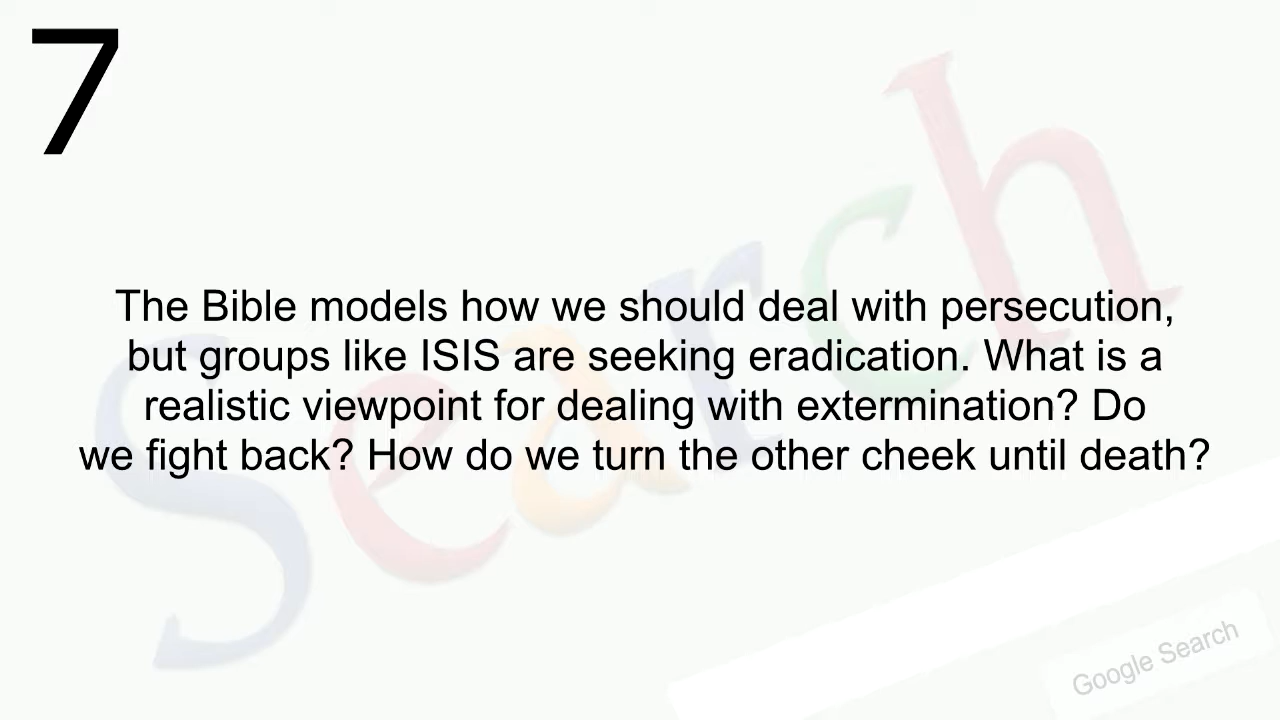 7
The Bible models how we should deal with persecution,
but groups like ISIS are seeking eradication. What is a
realistic viewpoint for dealing with extermination? Do
we fight back? How do we turn the other cheek until death?
Search
Google Search